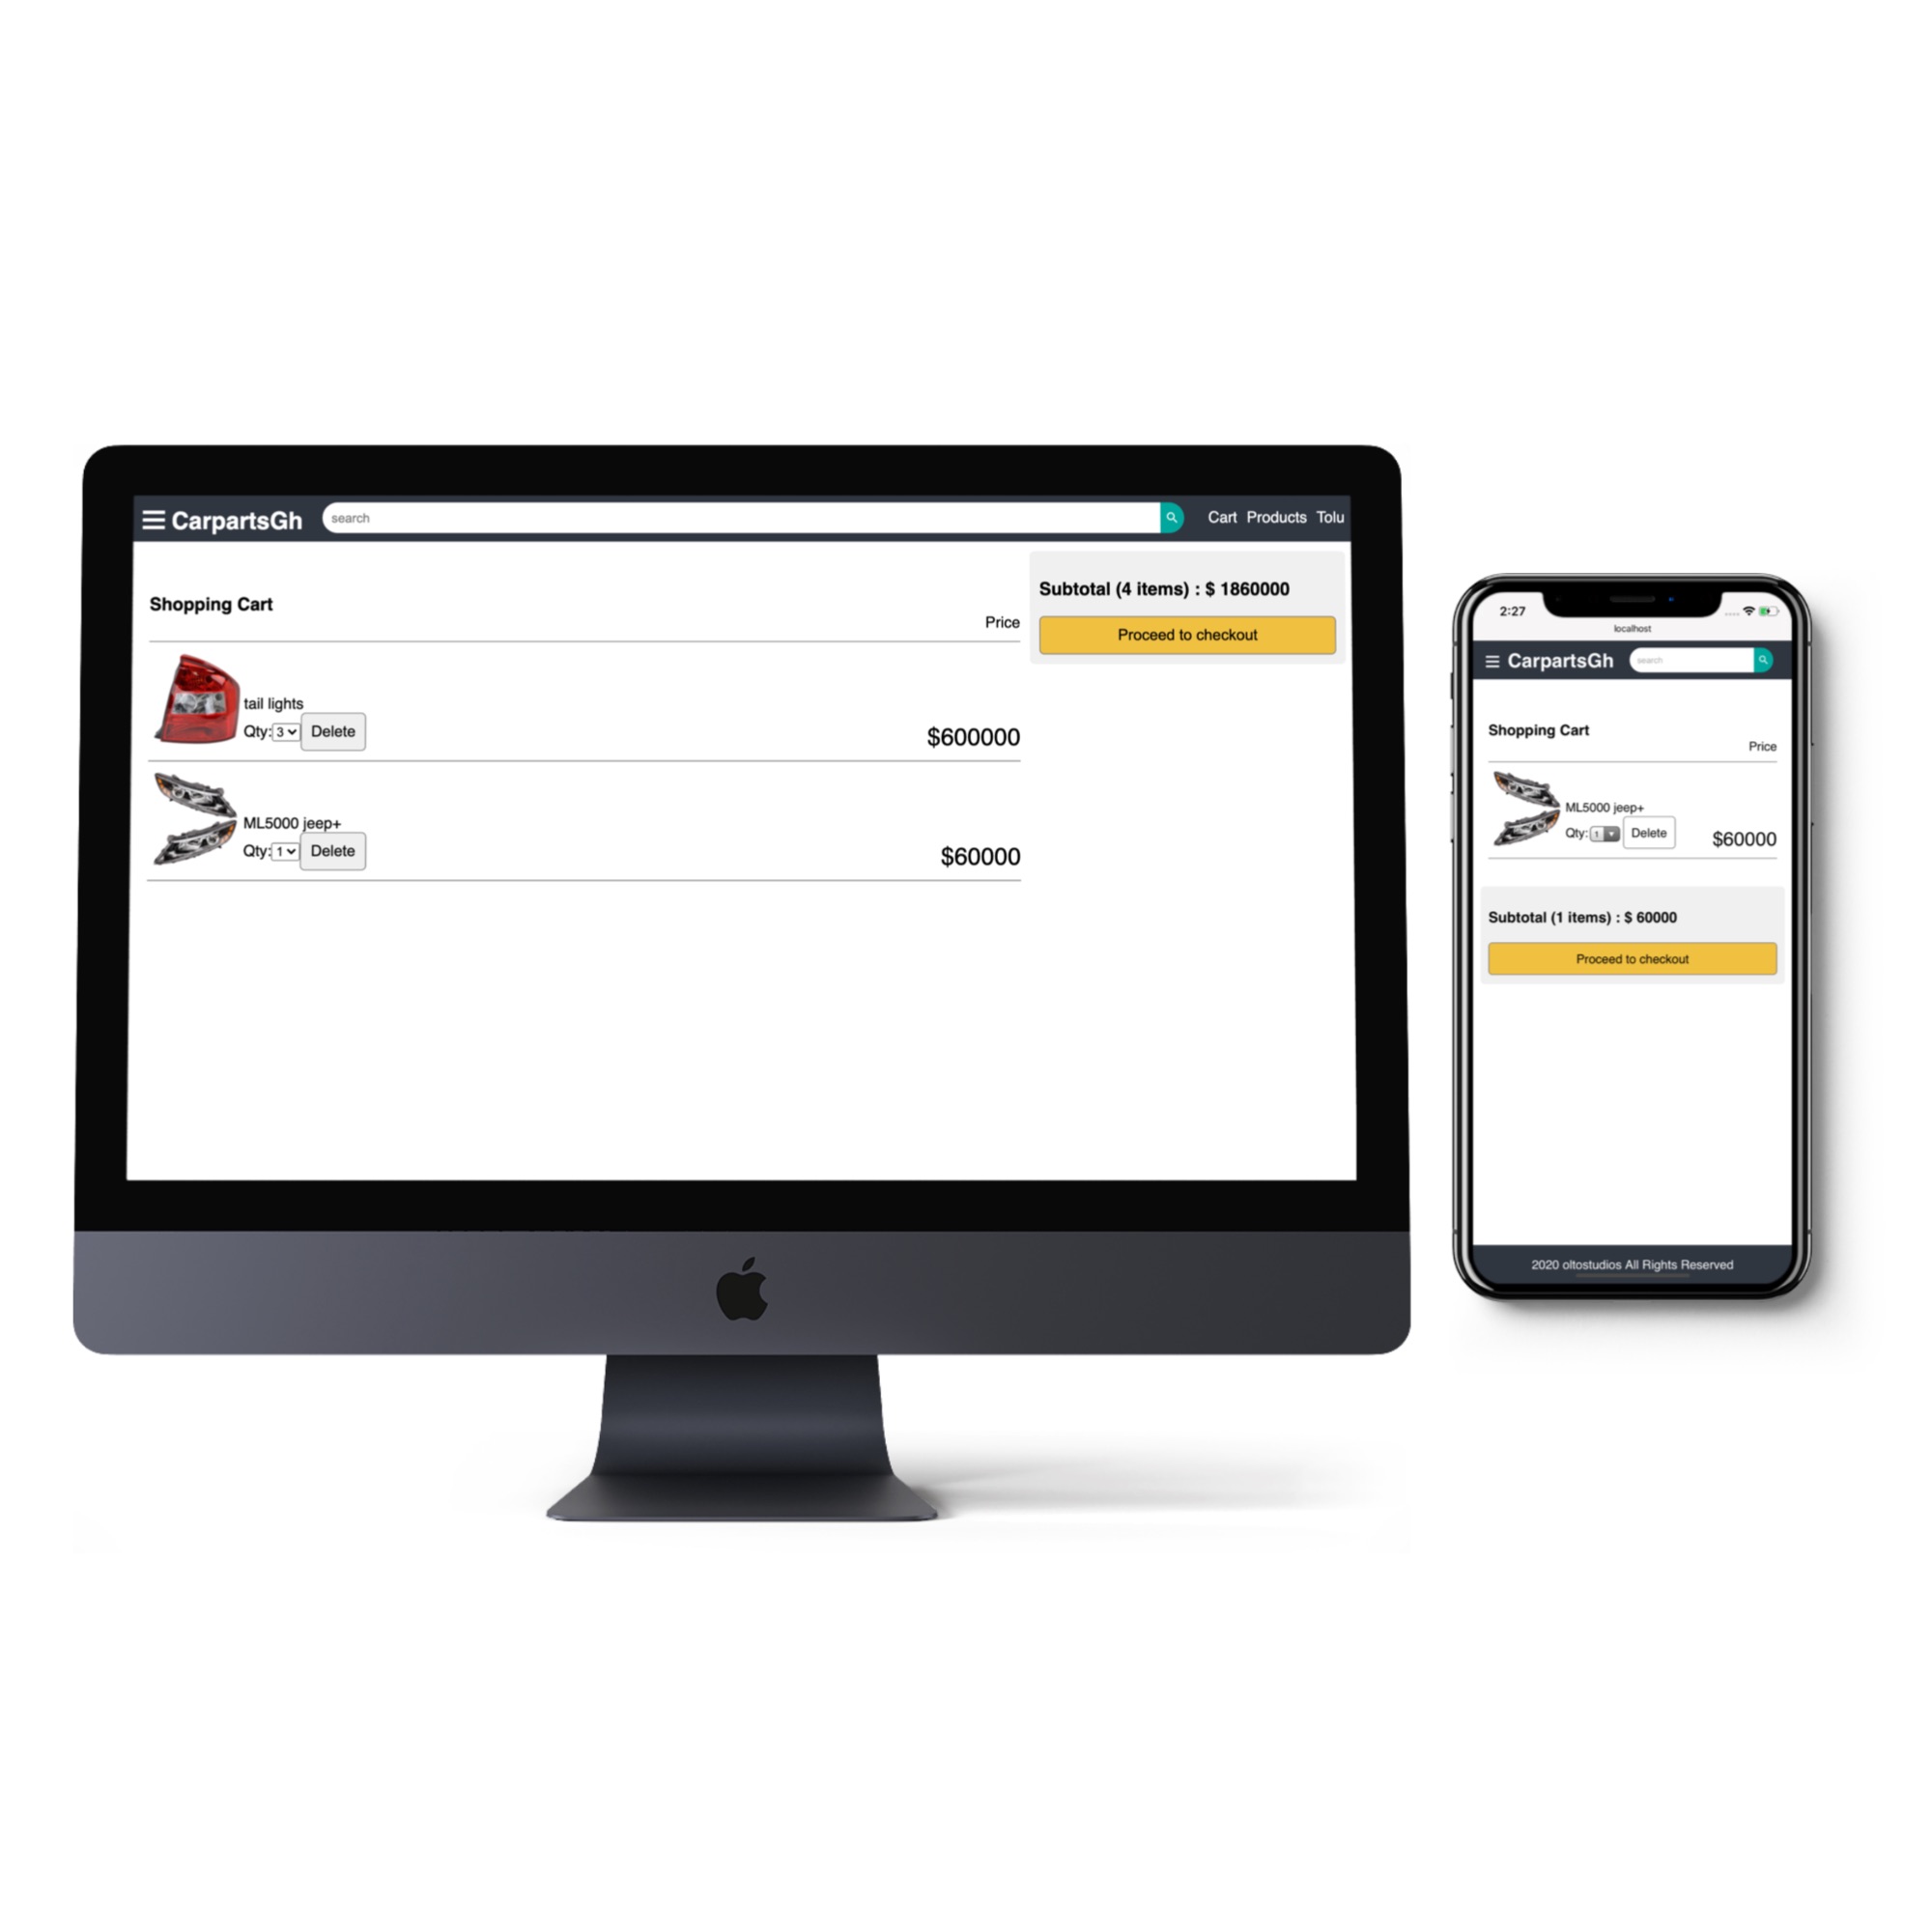 CarpartsGh search Cart Products Tolu
Shopping Cart
Price
tail lights
Qty: 3 Delete
$600000
ML5000 jeep+
Qty: 1 Delete
$60000
Subtotal (4 items) : $ 1860000
Proceed to checkout
2:27
localhost
CarpartsGh search
Shopping Cart
Price
ML5000 jeep+
Qty: 1 Delete
$60000
Subtotal (1 items) : $ 60000
Proceed to checkout
2020 oltostudios All Rights Reserved